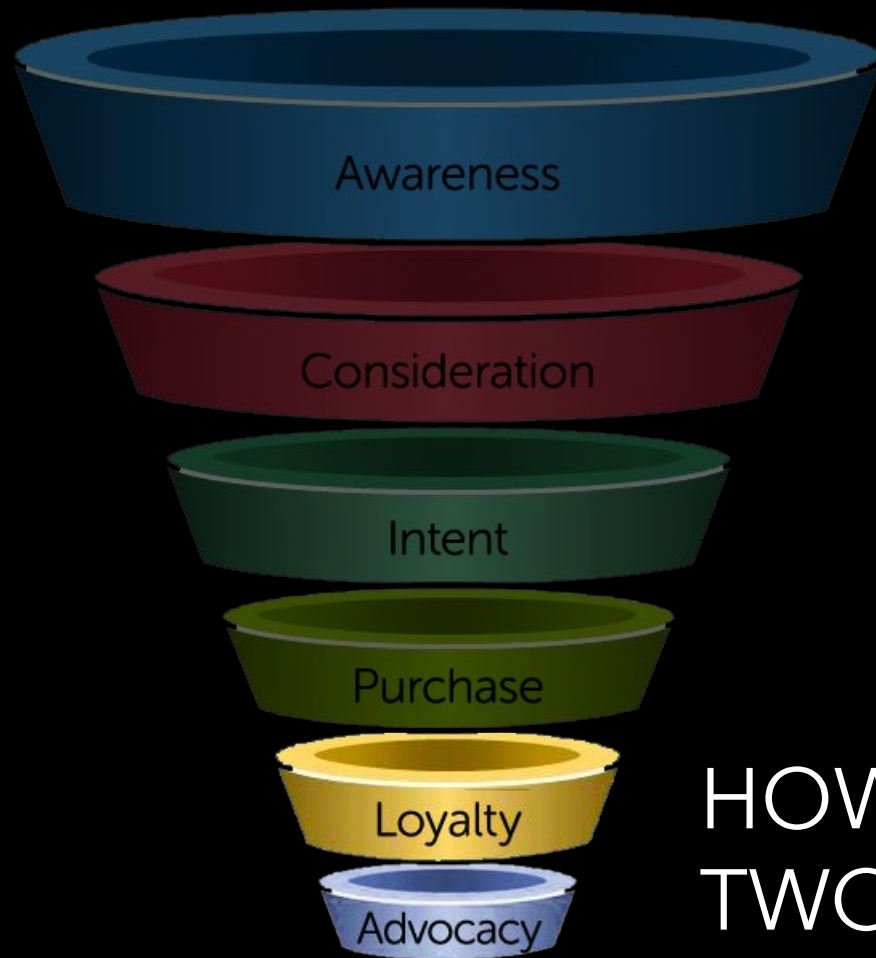 Awareness
Consideration
Intent
Purchase
Loyalty
HOW
TWO
Advocacy